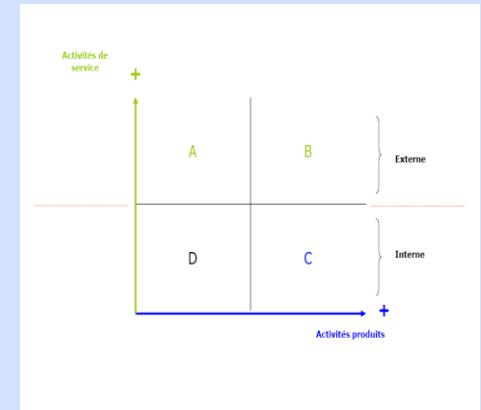 Activités de
service
+
A
B
Externe
D
C
Interne
+
Activités produits